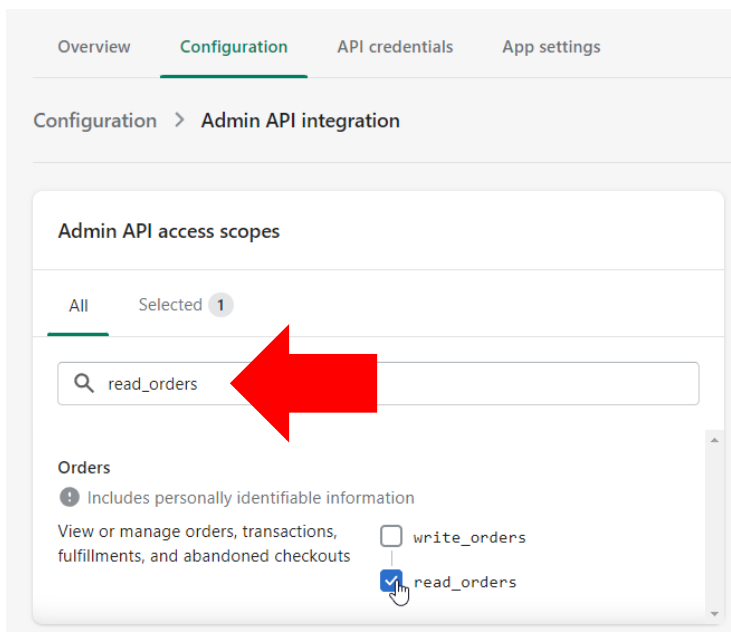 Overview Configuration API credentials App settings
Configuration > Admin API integration
Admin API access scopes
All Selected 1
read_orders
Orders
Includes personally identifiable information
View or manage orders, transactions,
fulfillments, and abandoned checkouts
write_orders
read_orders